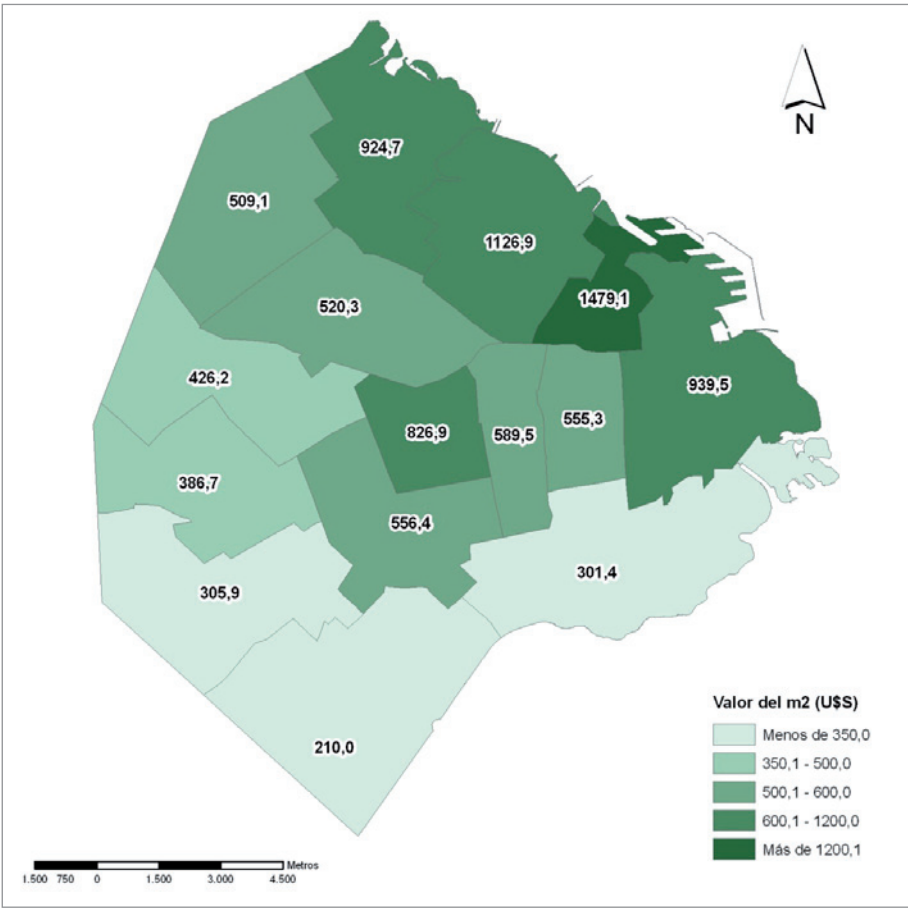 N
924,7
509,1
1126,9
1479,1
520,3
426,2
939,5
826,9
589,5
555,3
386,7
556,4
301,4
305,9
210,0
Valor del m2 (U$S)
Menos de 350,0
350,1 - 500,0
500,1 - 600,0
600,1 - 1200,0
Más de 1200,1
Metros
1.500 750 0 1.500 3.000 4.500